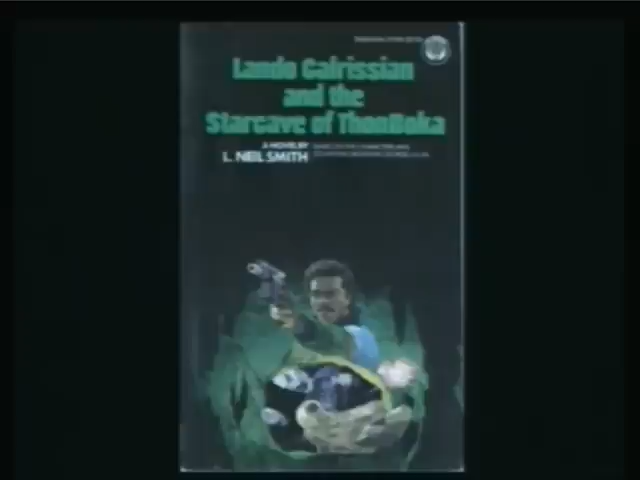 Lando Calrissian
and the
Starcave of ThonBoka
A NOVEL BY
L. NEIL SMITH